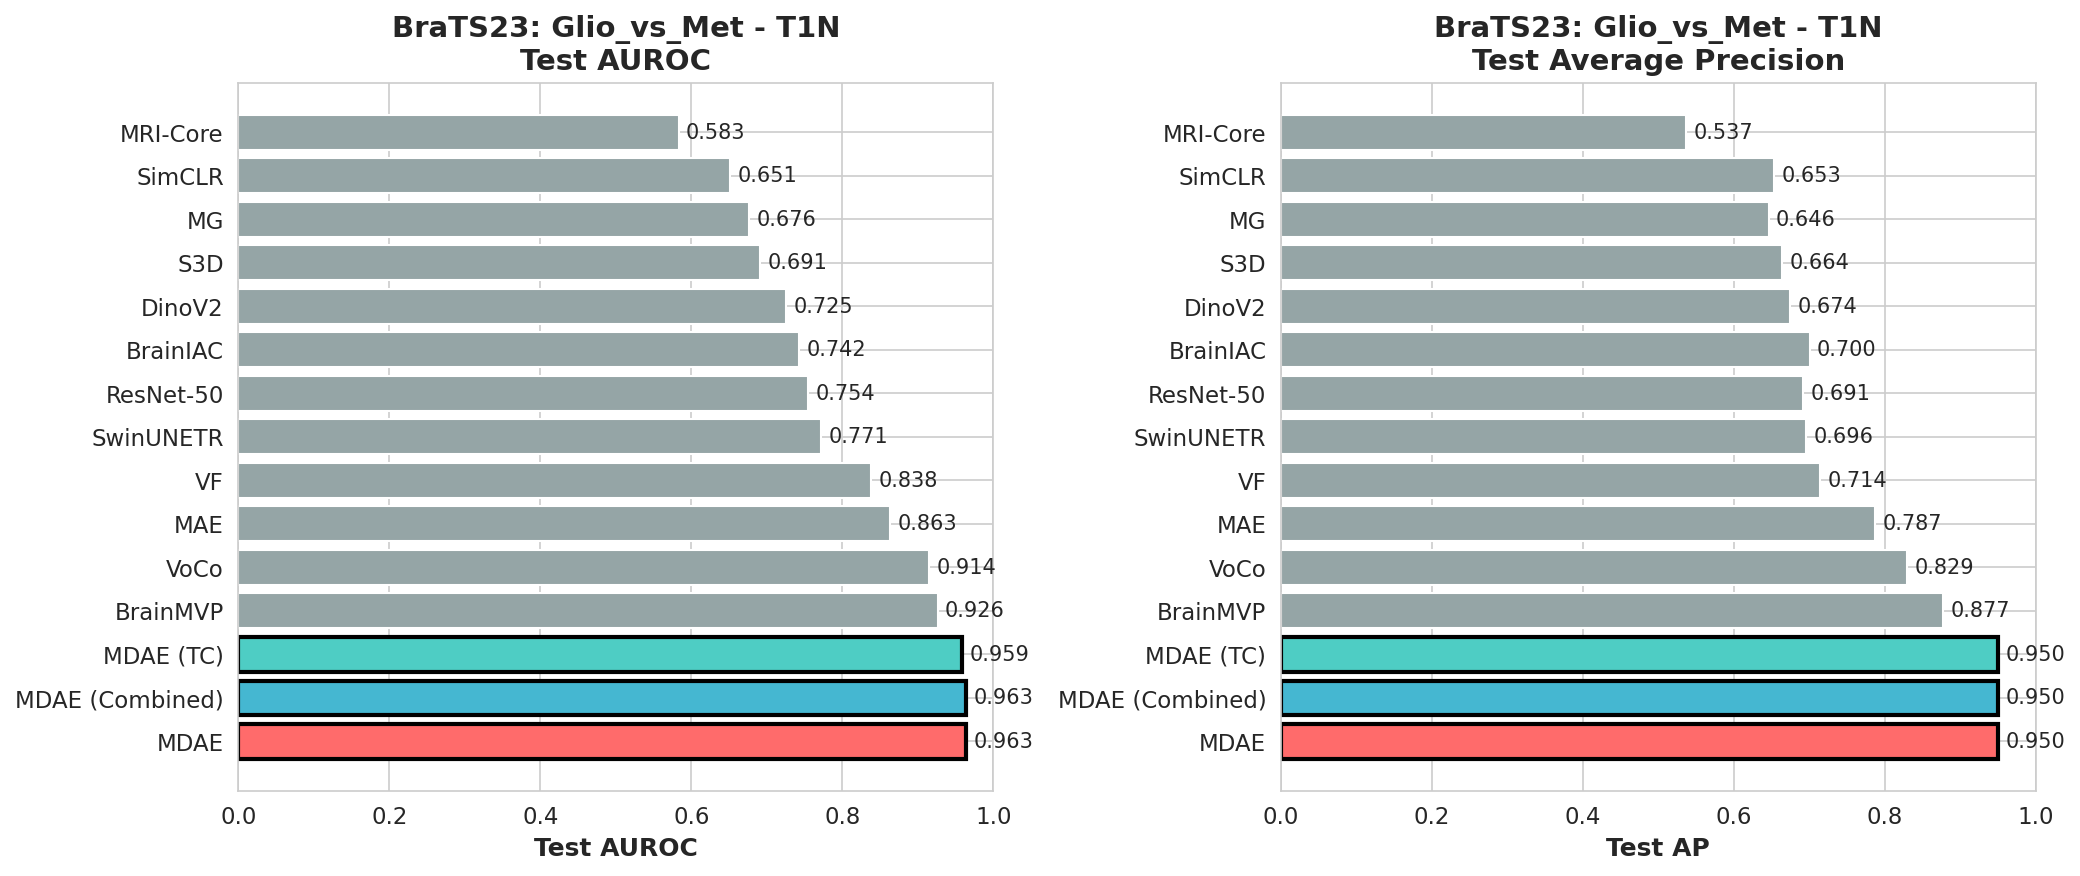 BraTS23: Glio_vs_Met - T1N
Test AUROC
MRI-Core 0.583
SimCLR 0.651
MG 0.676
S3D 0.691
DinoV2 0.725
BrainIAC 0.742
ResNet-50 0.754
SwinUNETR 0.771
VF 0.838
MAE 0.863
VoCo 0.914
BrainMVP 0.926
MDAE (TC) 0.959
MDAE (Combined) 0.963
MDAE 0.963
0.0 0.2 0.4 0.6 0.8 1.0
Test AUROC
BraTS23: Glio_vs_Met - T1N
Test Average Precision
MRI-Core 0.537
SimCLR 0.653
MG 0.646
S3D 0.664
DinoV2 0.674
BrainIAC 0.700
ResNet-50 0.691
SwinUNETR 0.696
VF 0.714
MAE 0.787
VoCo 0.829
BrainMVP 0.877
MDAE (TC) 0.950
MDAE (Combined) 0.950
MDAE 0.950
0.0 0.2 0.4 0.6 0.8 1.0
Test AP